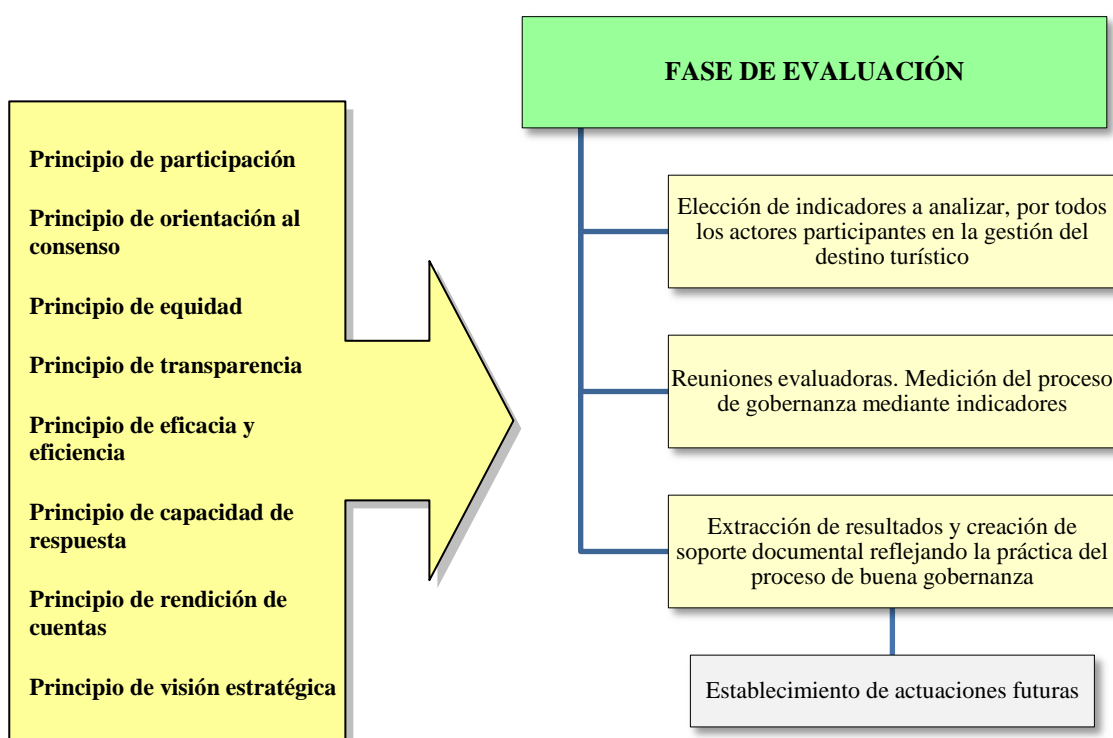 Principio de participación
Principio de orientación al
consenso
Principio de equidad
Principio de transparencia
Principio de eficacia y
eficiencia
Principio de capacidad de
respuesta
Principio de rendición de
cuentas
Principio de visión estratégica
FASE DE EVALUACIÓN
Elección de indicadores a analizar, por todos
los actores participantes en la gestión del
destino turístico
Reuniones evaluadoras. Medición del proceso
de gobernanza mediante indicadores
Extracción de resultados y creación de
soporte documental reflejando la práctica del
proceso de buena gobernanza
Establecimiento de actuaciones futuras